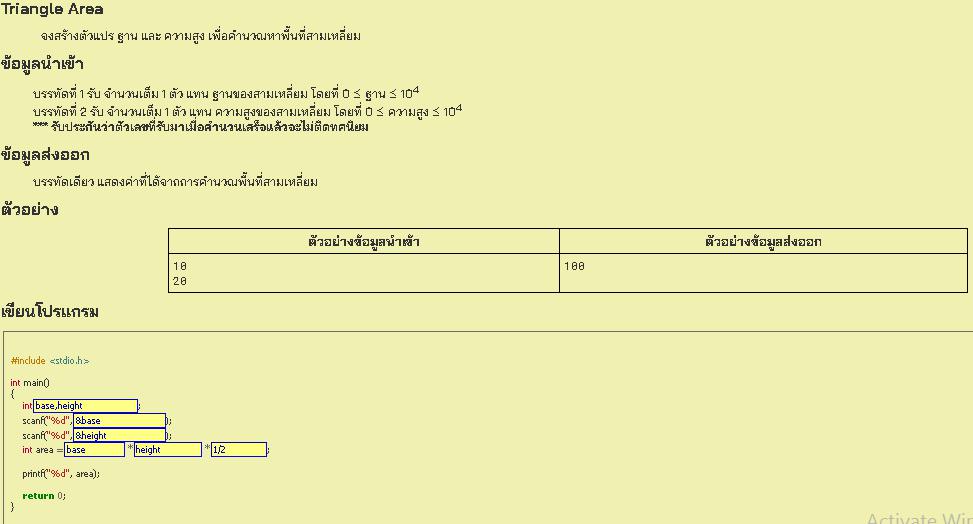 Triangle Area
จงสร้างตัวแปร ฐาน และ ความสูง เพื่อคำนวณหาพื้นที่สามเหลี่ยม
ข้อมูลนำเข้า
บรรทัดที่ 1 รับ จำนวนเต็ม 1 ตัว แทน ฐานของสามเหลี่ยม โดยที่ 0 ≤ ฐาน ≤ 10⁴
บรรทัดที่ 2 รับ จำนวนเต็ม 1 ตัว แทน ความสูงของสามเหลี่ยม โดยที่ 0 ≤ ความสูง ≤ 10⁴
*** รับประกันว่าตัวเลขที่รับมาเมื่อคำนวนเสร็จแล้วจะไม่ติดทศนิยม
ข้อมูลส่งออก
บรรทัดเดียว แสดงค่าที่ได้จากการคำนวณพื้นที่สามเหลี่ยม
ตัวอย่าง
ตัวอย่างข้อมูลนำเข้า ตัวอย่างข้อมูลส่งออก
10 100
20
เขียนโปรแกรม
#include <stdio.h>
int main()
{
int base,height ;
scanf("%d", &base );
scanf("%d", &height );
int area = base * height * 1/2 ;
printf("%d", area);
return 0;
}
Activate Win